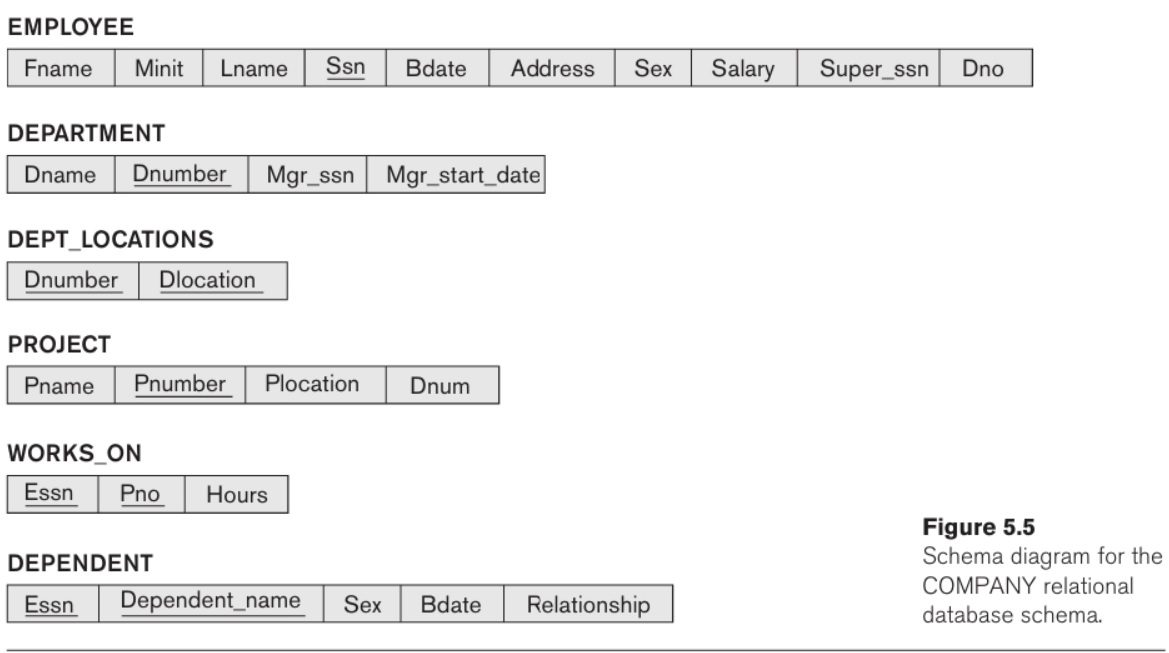 EMPLOYEE
Fname Minit Lname Ssn Bdate Address Sex Salary Super_ssn Dno
DEPARTMENT
Dname Dnumber Mgr_ssn Mgr_start_date
DEPT_LOCATIONS
Dnumber Dlocation
PROJECT
Pname Pnumber Plocation Dnum
WORKS_ON
Essn Pno Hours
DEPENDENT
Essn Dependent_name Sex Bdate Relationship
Figure 5.5
Schema diagram for the
COMPANY relational
database schema.